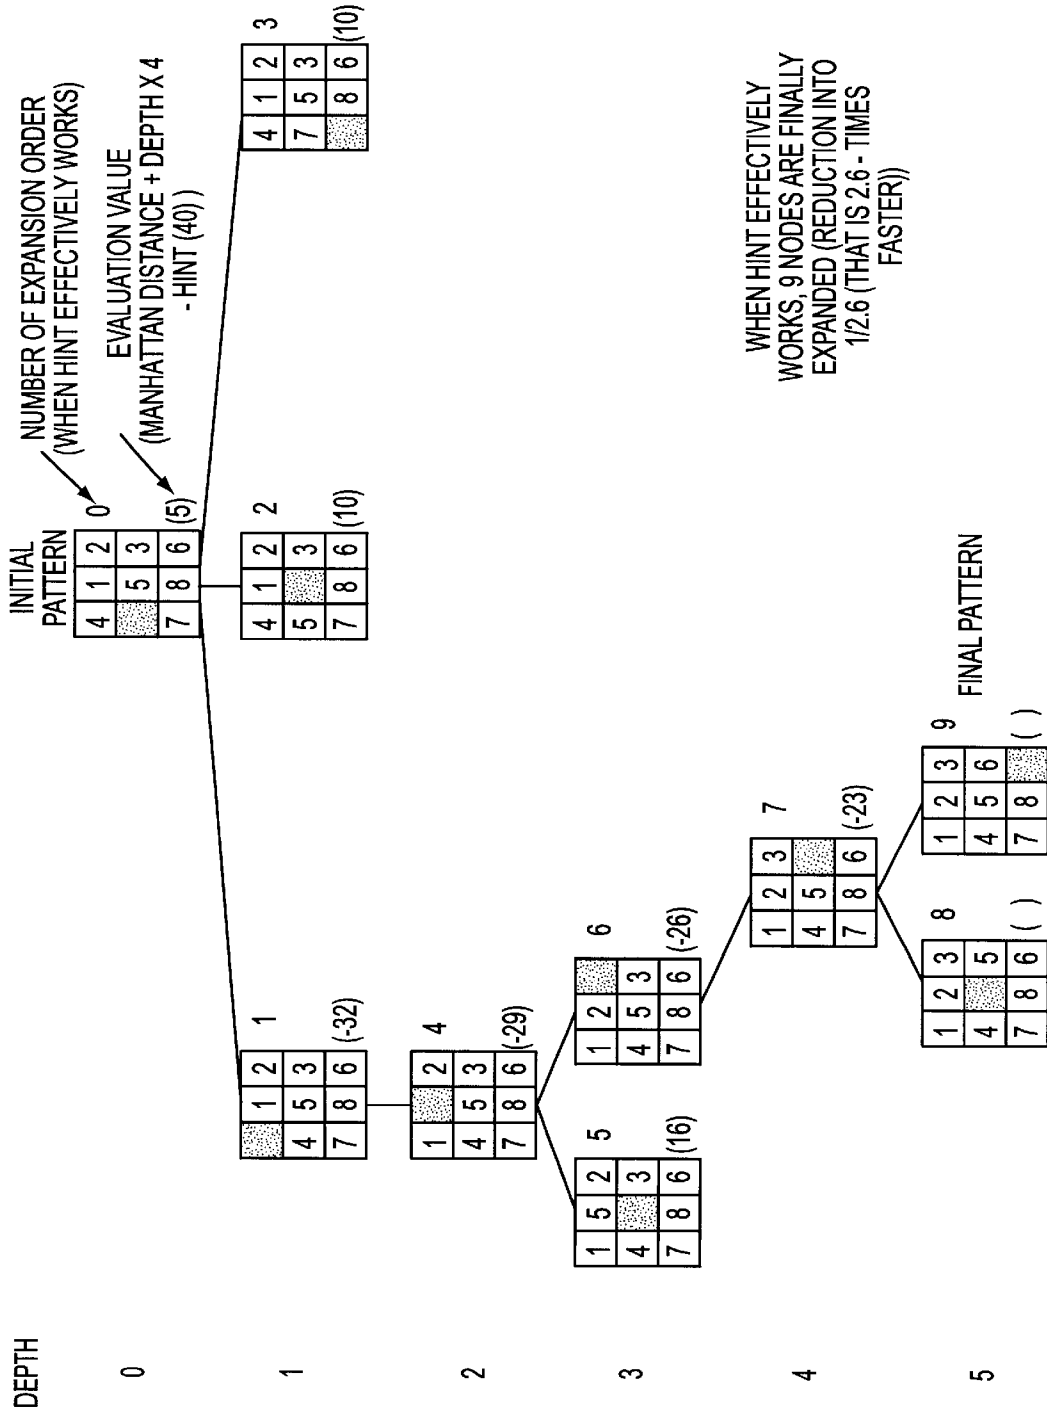 DEPTH
INITIAL
PATTERN
NUMBER OF EXPANSION ORDER
(WHEN HINT EFFECTIVELY WORKS)
EVALUATION VALUE
(MANHATTAN DISTANCE + DEPTH X 4
- HINT (40) )
0
4 1 2 0
5 3
7 8 6 (5)
1
1 2 1
4 5 3
7 8 6 (-32)
4 1 2 2
5 3
7 8 6 (10)
4 1 2 3
7 5 3
8 6 (10)
2
1 2 4
4 5 3
7 8 6 (-29)
3
1 5 2 5
4 3
7 8 6 (16)
1 2 6
4 5 3
7 8 6 (-26)
4
1 2 3 7
4 5
7 8 6 (-23)
WHEN HINT EFFECTIVELY
WORKS, 9 NODES ARE FINALLY
EXPANDED (REDUCTION INTO
1/2.6 (THAT IS 2.6 - TIMES
FASTER))
5
1 2 3 8
4 5
7 8 6 ( )
1 2 3 9
4 5 6
7 8 ( )
FINAL PATTERN